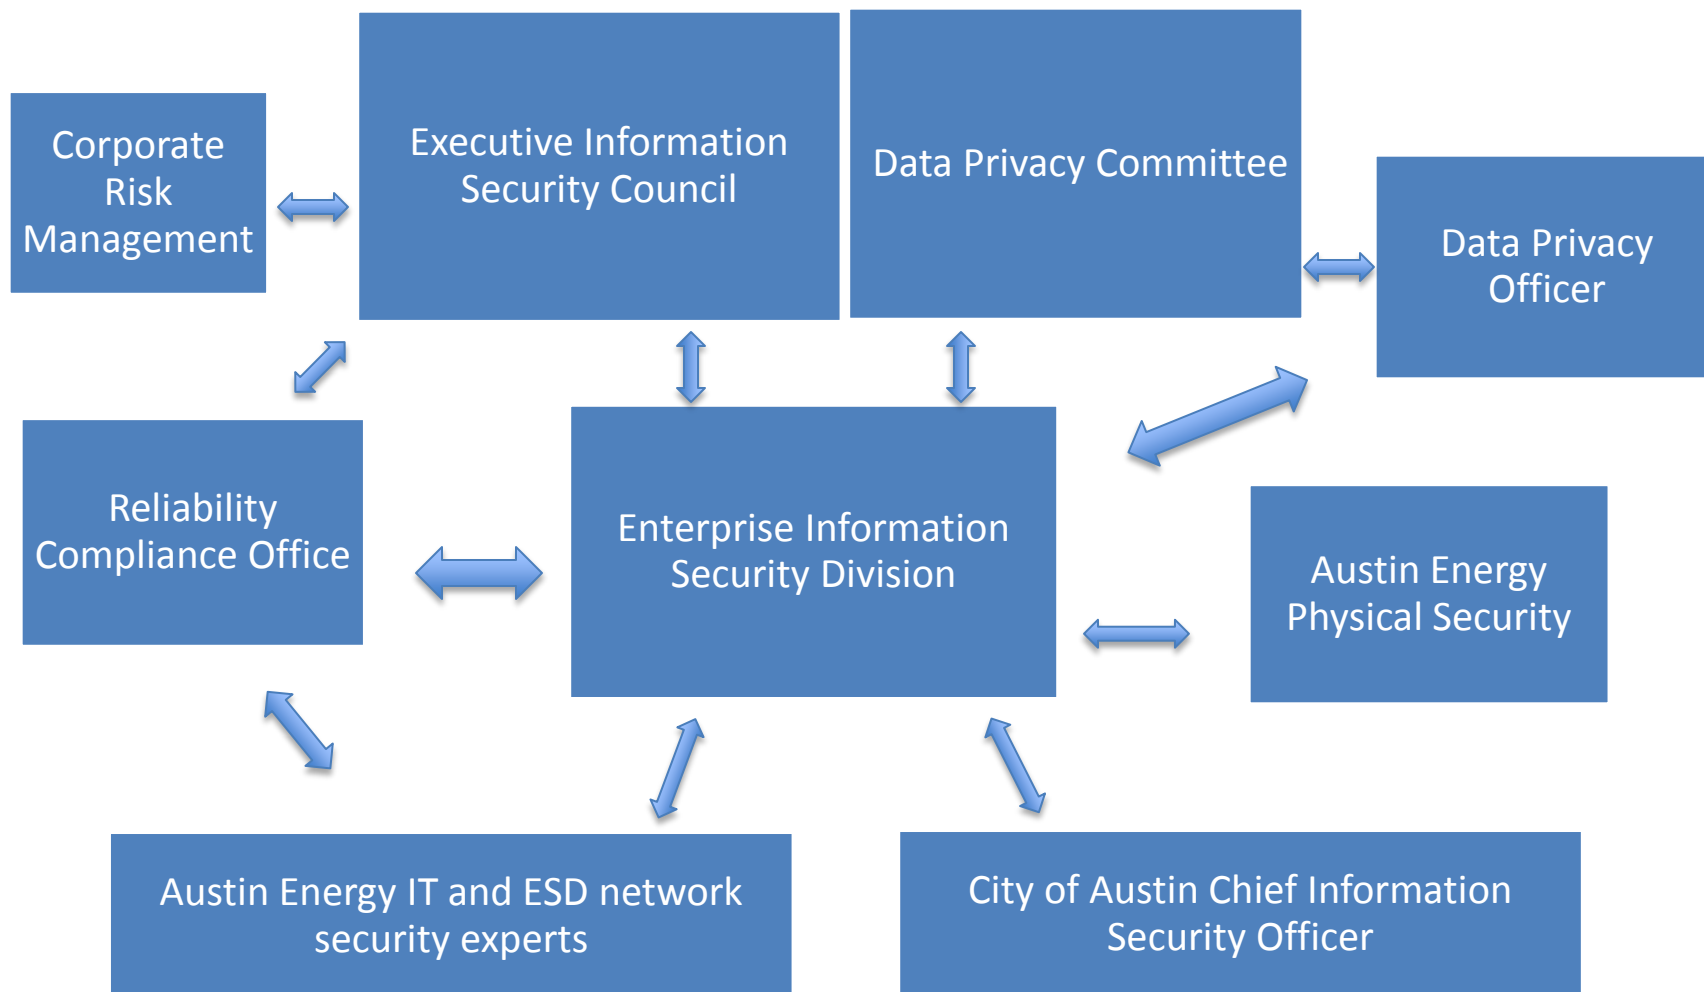 Corporate
Risk
Management
Executive Information
Security Council
Data Privacy Committee
Data Privacy
Officer
Reliability
Compliance Office
Enterprise Information
Security Division
Austin Energy
Physical Security
Austin Energy IT and ESD network
security experts
City of Austin Chief Information
Security Officer